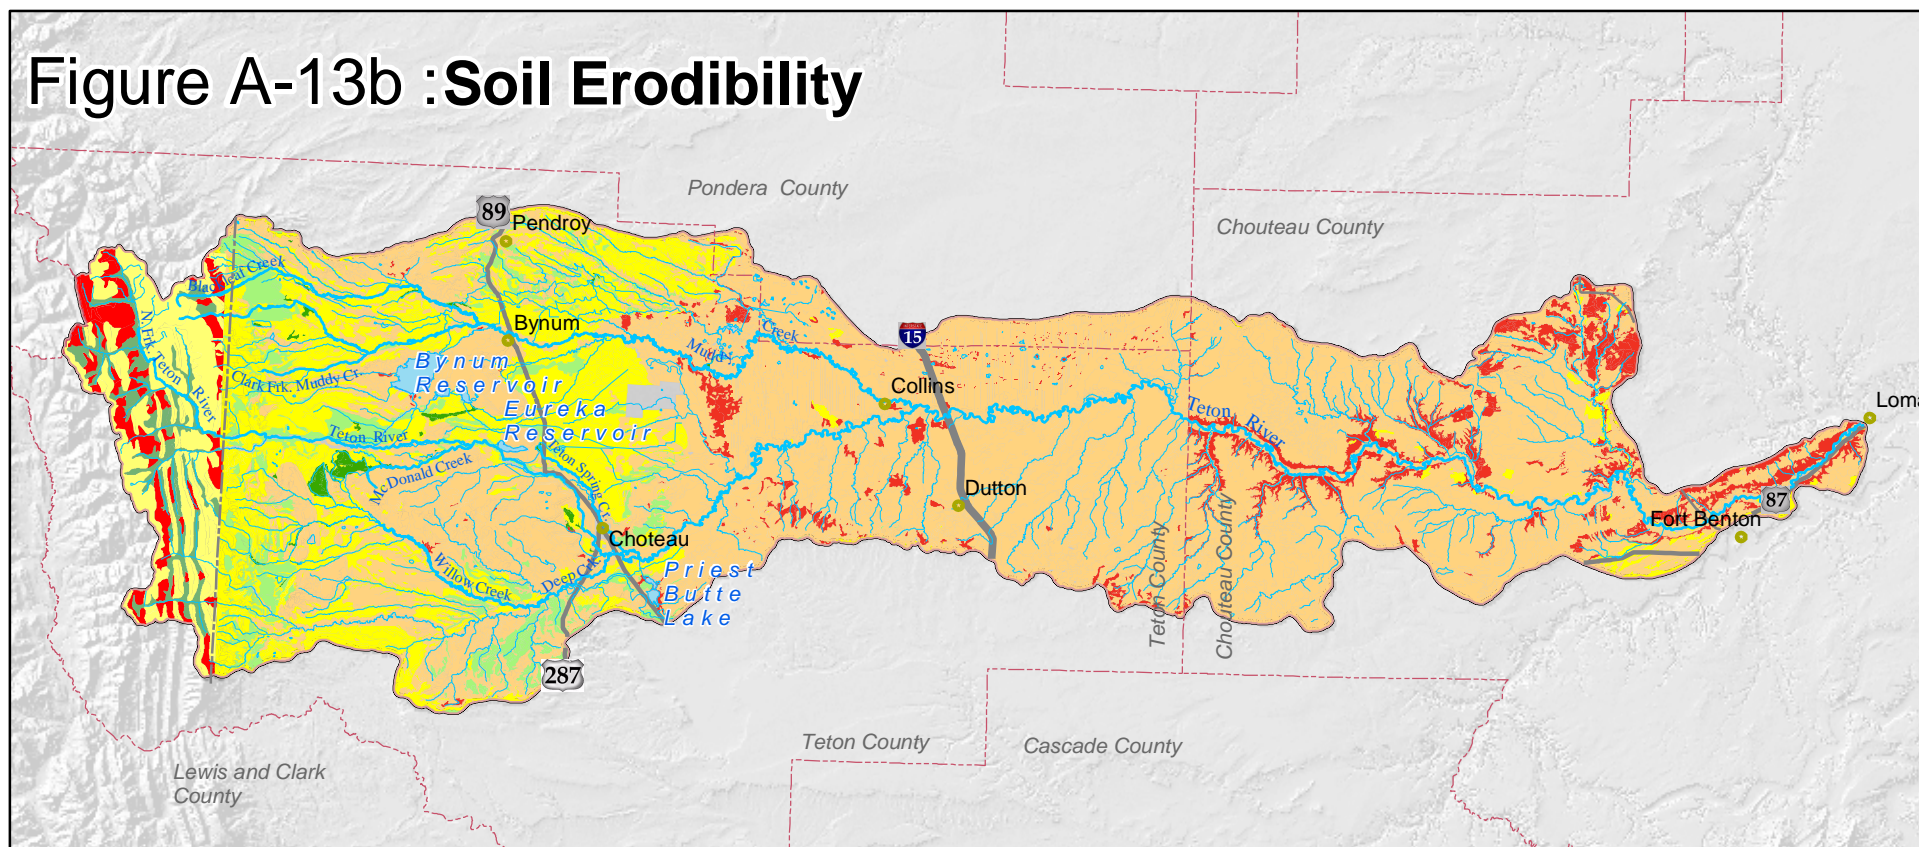 Figure A-13b : Soil Erodibility
Pondera County
Chouteau County
89
Pendroy
Blackleaf Creek
N. Frk. Teton River
Bynum
15
Muddy Creek
Bynum
Reservoir
Clark Frk. Muddy Cr.
Collins
Eureka
Reservoir
Teton River
Teton River
Loma
McDonald Creek
Teton Spring Cr.
Dutton
87
Fort Benton
Choteau
Willow Creek
Deep Crk.
Priest
Butte
Lake
Teton County
Chouteau County
287
Teton County
Cascade County
Lewis and Clark
County